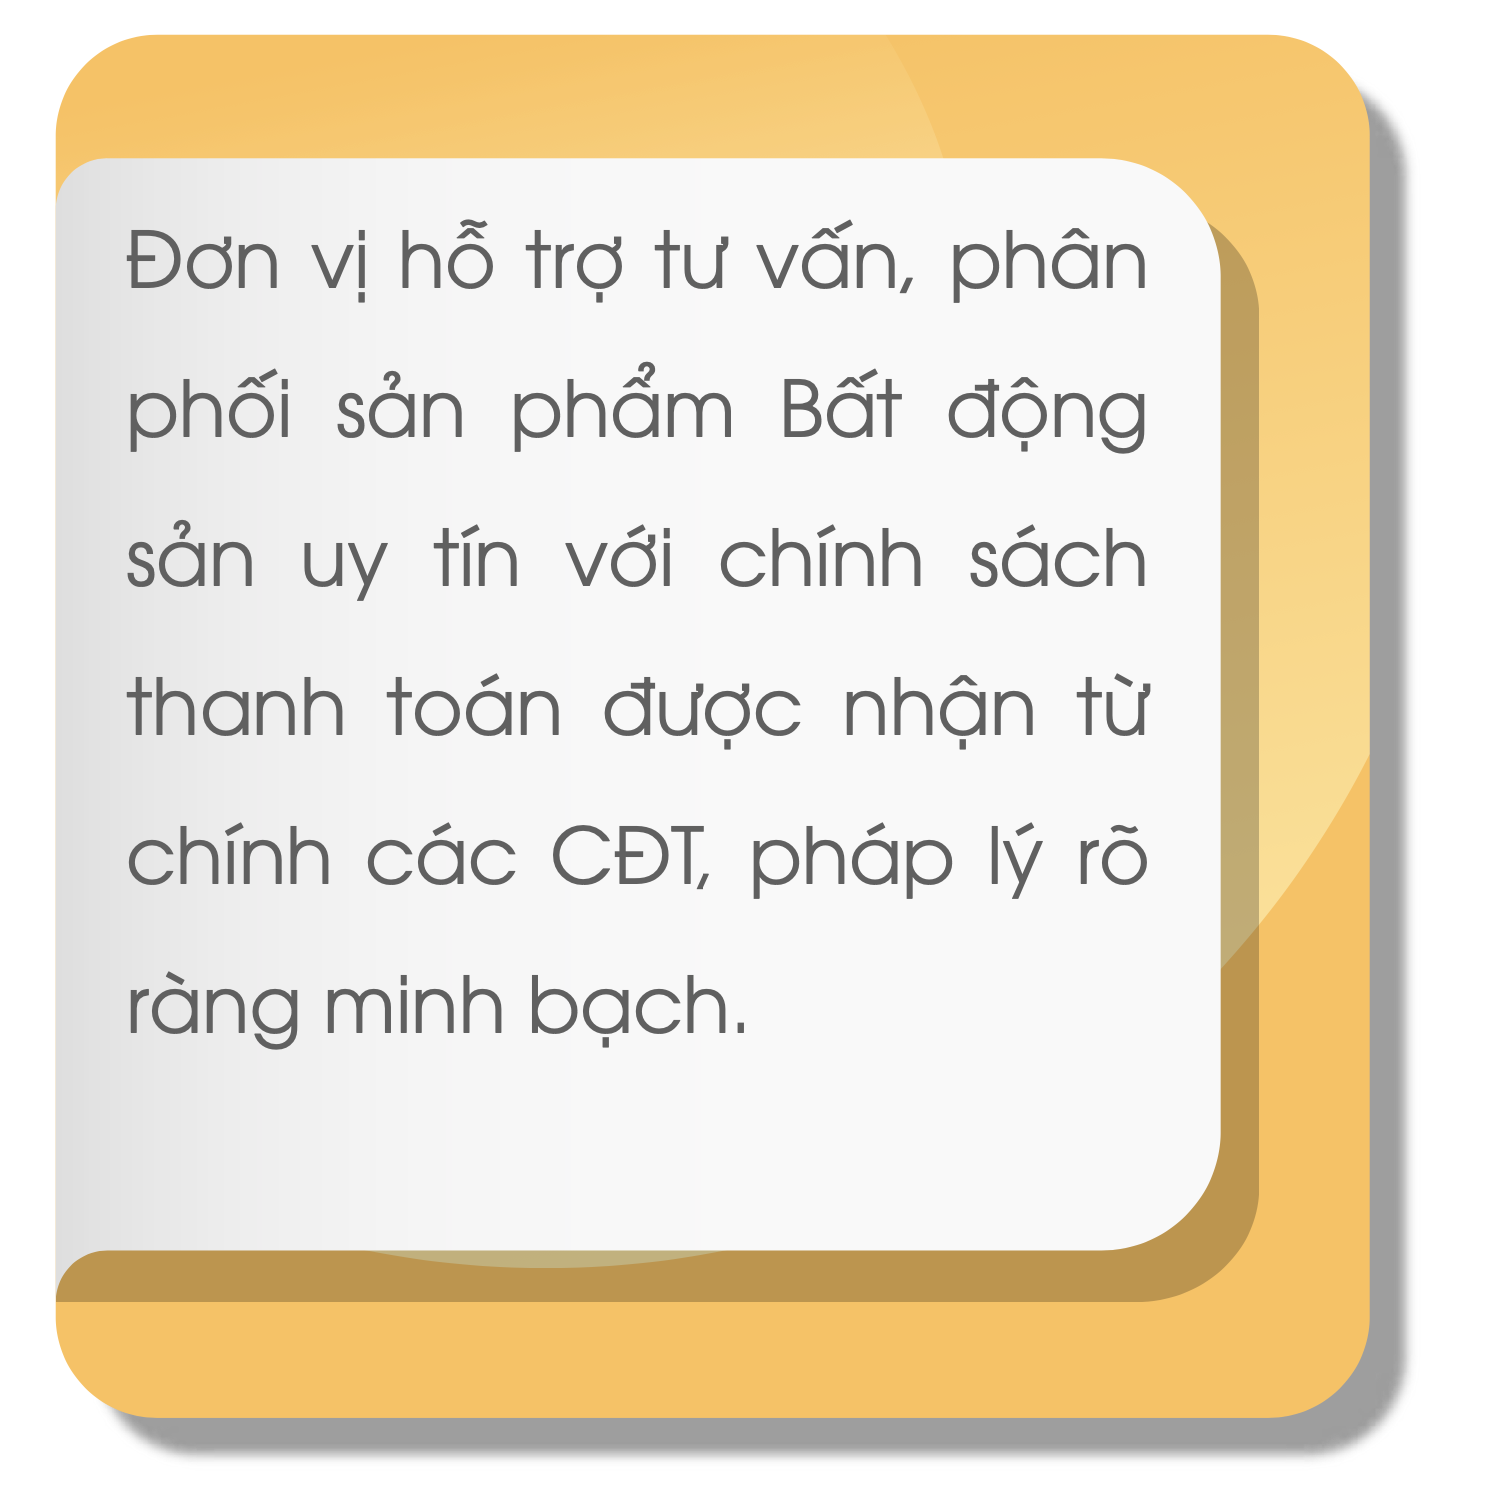 Đơn vị hỗ trợ tư vấn, phân
phối sản phẩm Bất động
sản uy tín với chính sách
thanh toán được nhận từ
chính các CĐT, pháp lý rõ
ràng minh bạch.